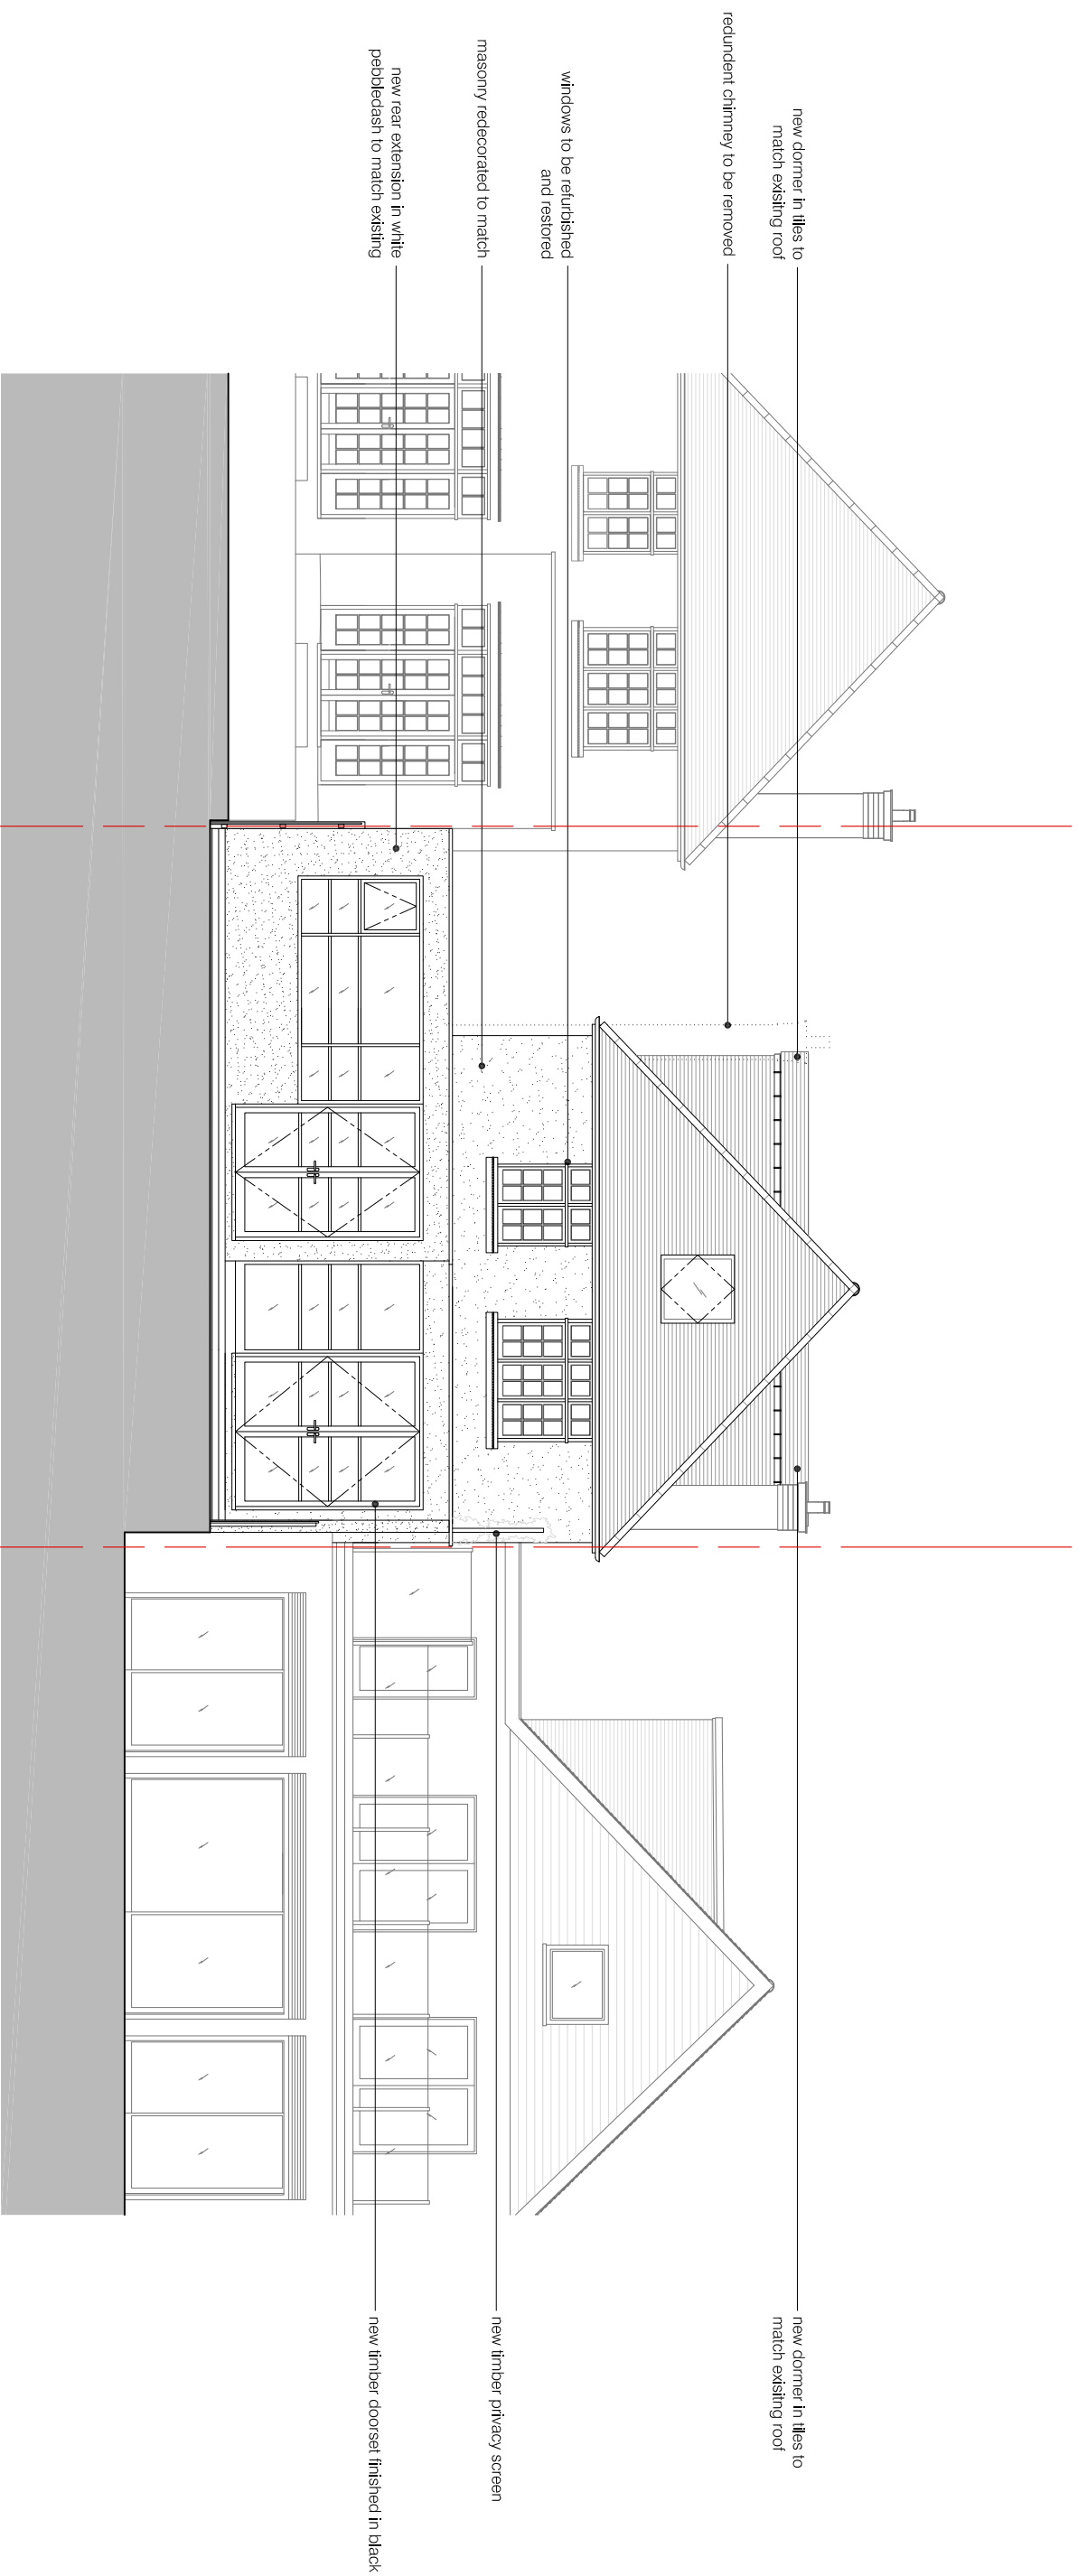 new dormer in tiles to
match exisitng roof
redundent chimney to be removed
windows to be refurbished
and restored
masonry redecorated to match
new rear extension in white
pebbledash to match existing
new dormer in tiles to
match exisitng roof
new timber privacy screen
new timber doorset finished in black